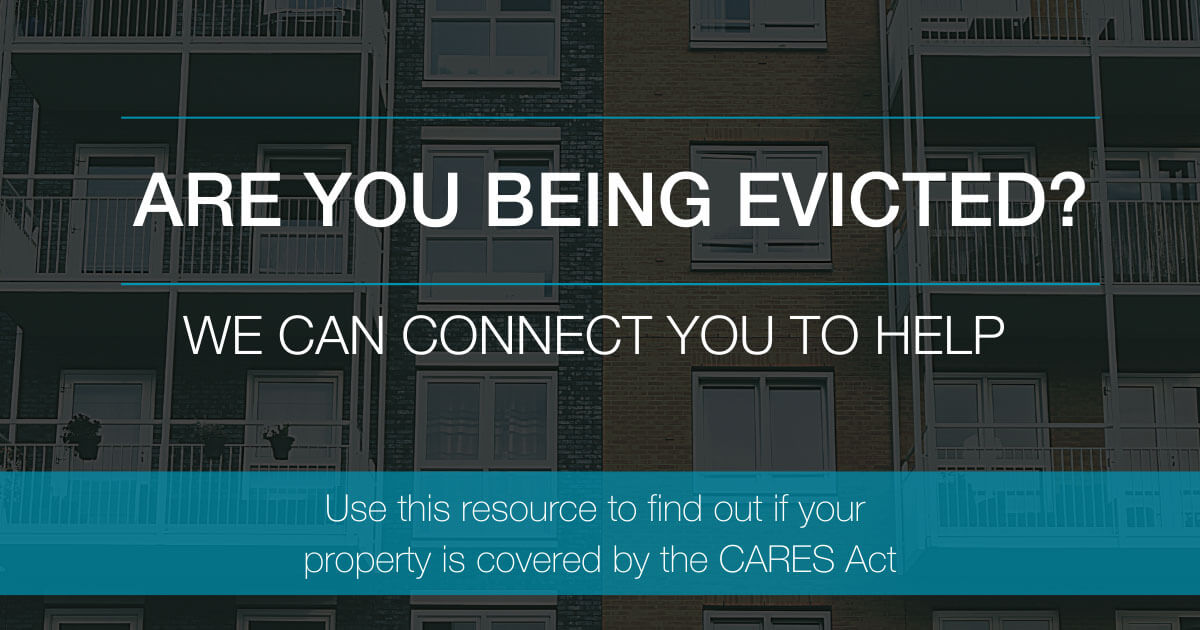 ARE YOU BEING EVICTED?
WE CAN CONNECT YOU TO HELP
Use this resource to find out if your
property is covered by the CARES Act